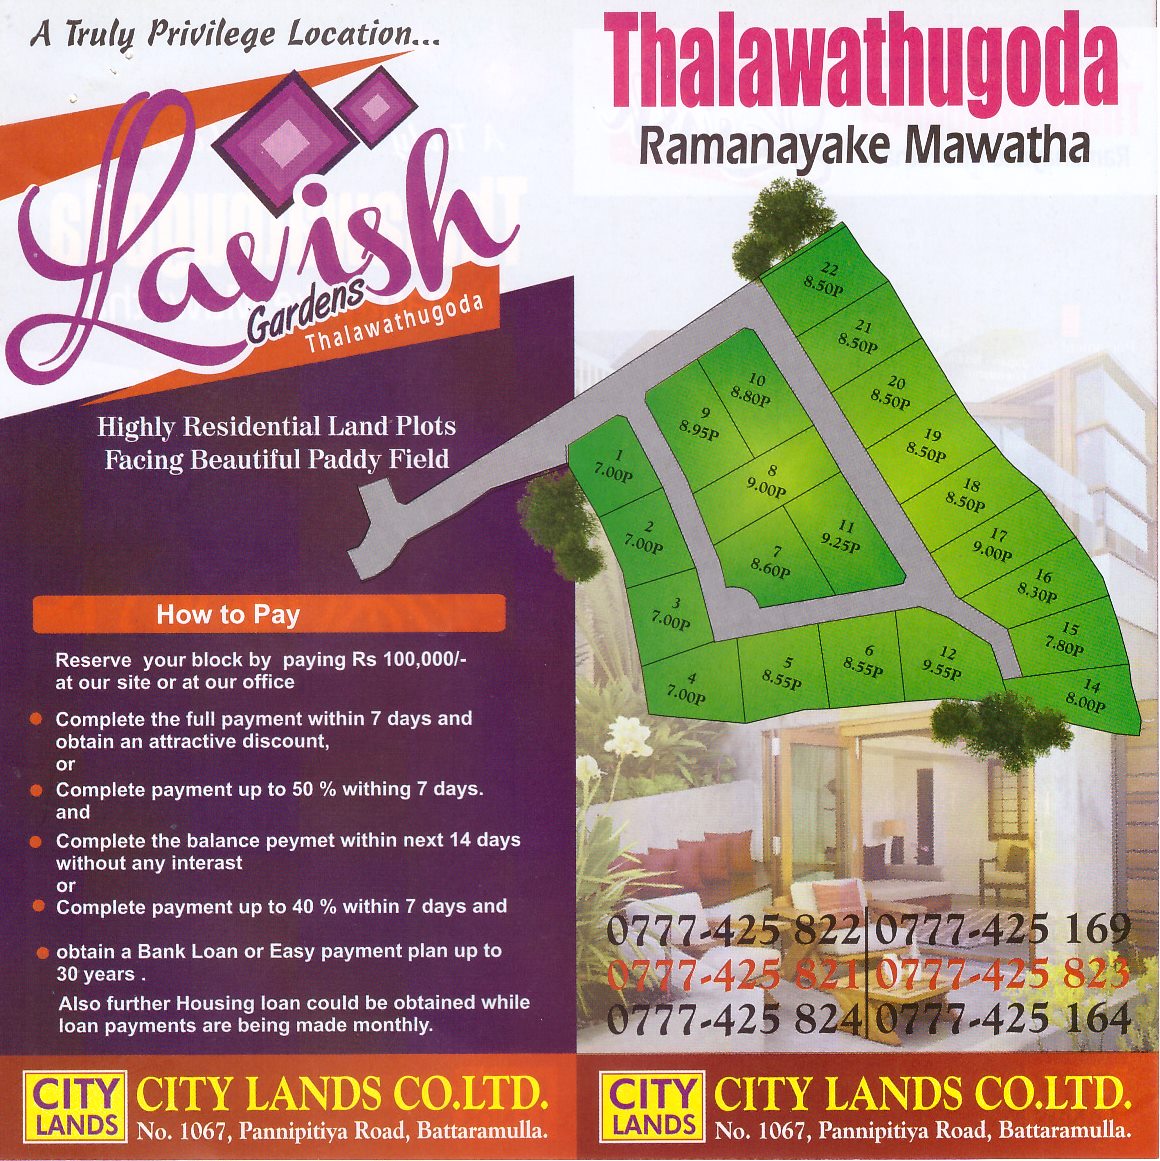 A Truly Privilege Location...
Lavish
Gardens
Thalawathugoda
Highly Residential Land Plots
Facing Beautiful Paddy Field
How to Pay
Reserve your block by paying Rs 100,000/-
at our site or at our office
Complete the full payment within 7 days and
obtain an attractive discount,
or
Complete payment up to 50 % withing 7 days.
and
Complete the balance peymet within next 14 days
without any interast
or
Complete payment up to 40 % within 7 days and
obtain a Bank Loan or Easy payment plan up to
30 years .
Also further Housing loan could be obtained while
loan payments are being made monthly.
CITY
LANDS
CITY LANDS CO.LTD.
No. 1067, Pannipitiya Road, Battaramulla.
Thalawathugoda
Ramanayake Mawatha
22
8.50P
21
8.50P
20
8.50P
19
8.50P
18
8.50P
17
9.00P
16
8.30P
15
7.80P
14
8.00P
10
8.80P
9
8.95P
8
9.00P
11
9.25P
7
8.60P
1
7.00P
2
7.00P
3
7.00P
4
7.00P
5
8.55P
6
8.55P
12
9.55P
0777-425 822 0777-425 169
0777-425 821 0777-425 823
0777-425 824 0777-425 164
CITY
LANDS
CITY LANDS CO.LTD.
No. 1067, Pannipitiya Road, Battaramulla.